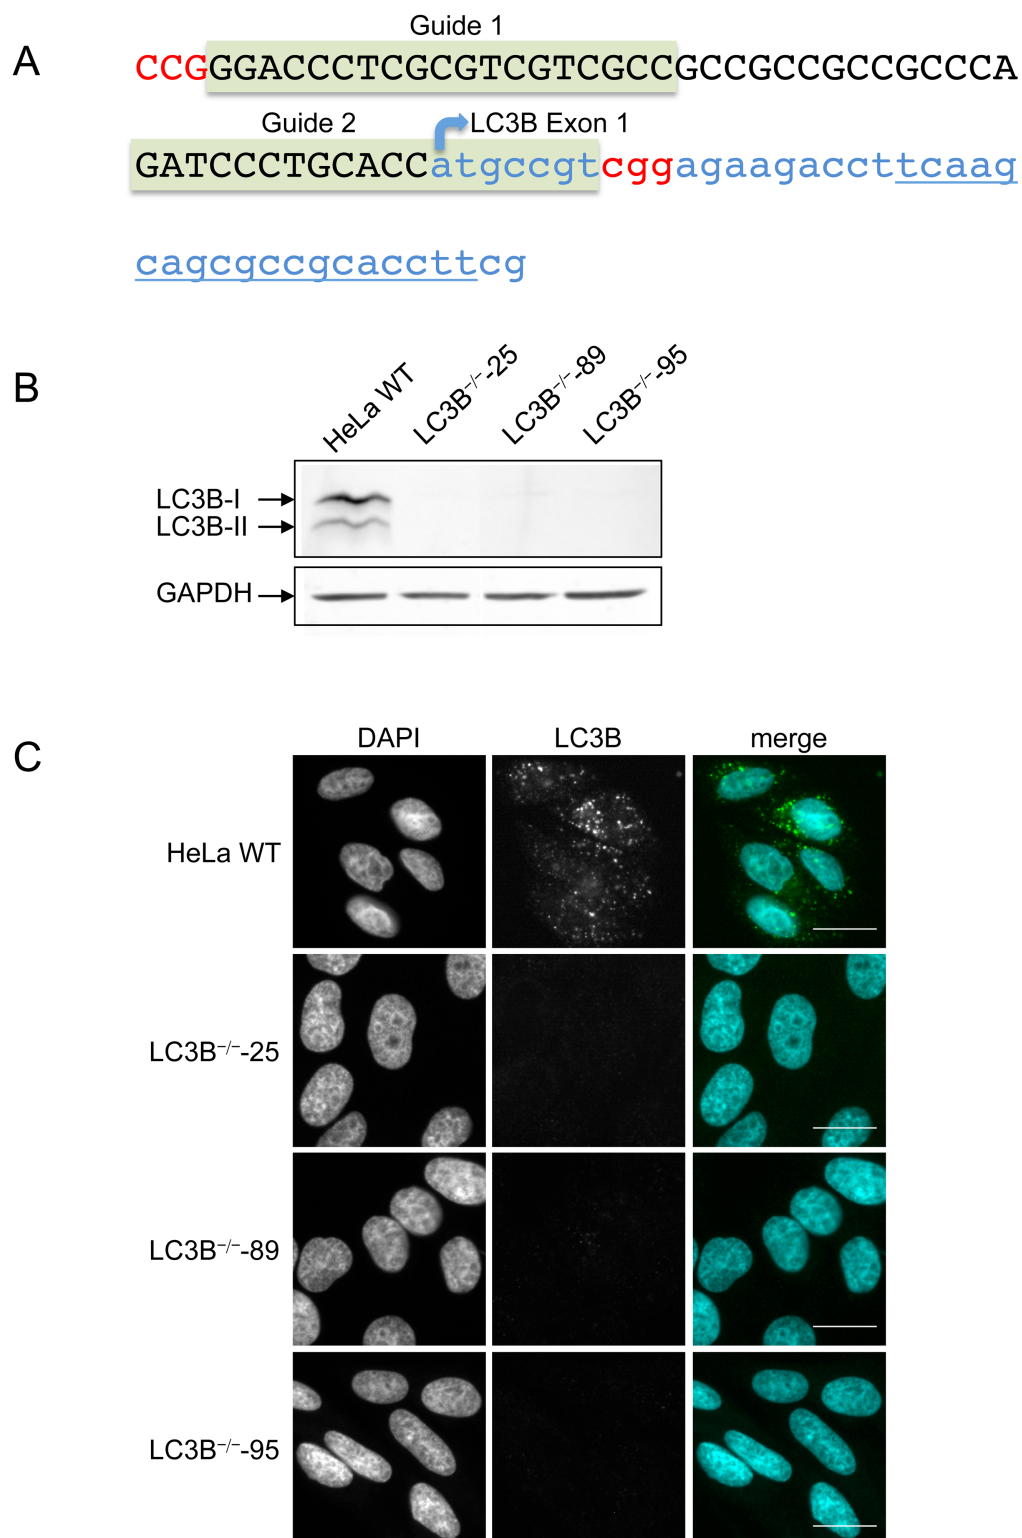 A
Guide 1
CCGGGACCCTCGCGTCGTCGCCGCCGCCGCCGCCCA
Guide 2
LC3B Exon 1
GATCCCTGCACCatgccgtcggagaagaccttcaag
cagcgccgcaccttcg
B
HeLa WT
LC3B⁻/⁻-25
LC3B⁻/⁻-89
LC3B⁻/⁻-95
LC3B-I
LC3B-II
GAPDH
C
DAPI LC3B merge
HeLa WT
LC3B⁻/⁻-25
LC3B⁻/⁻-89
LC3B⁻/⁻-95